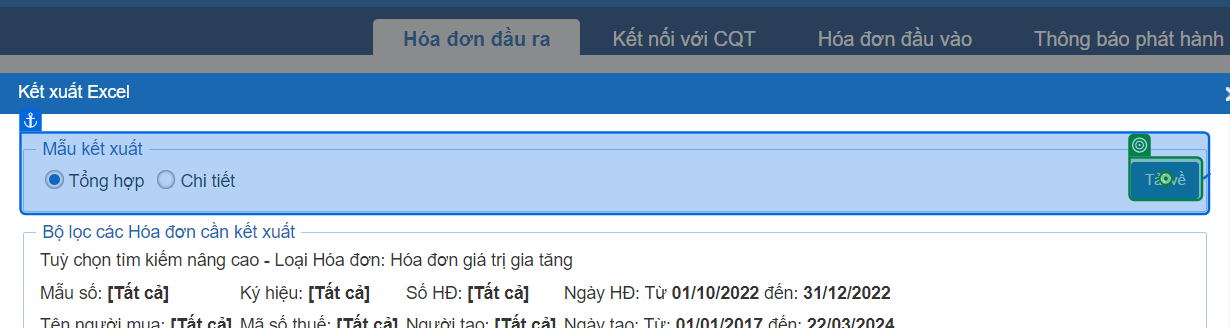 Hóa đơn đầu ra Kết nối với CQT Hóa đơn đầu vào Thông báo phát hành
Kết xuất Excel
Mẫu kết xuất
Tổng hợp Chi tiết
Tải về
Bộ lọc các Hóa đơn cần kết xuất
Tuỳ chọn tìm kiếm nâng cao - Loại Hóa đơn: Hóa đơn giá trị gia tăng
Mẫu số: [Tất cả] Ký hiệu: [Tất cả] Số HĐ: [Tất cả] Ngày HĐ: Từ 01/10/2022 đến: 31/12/2022
Tên người mua: [Tất cả] Mã số thuế: [Tất cả] Người tạo: [Tất cả] Ngày tạo: Từ: 01/01/2017 đến: 22/03/2024